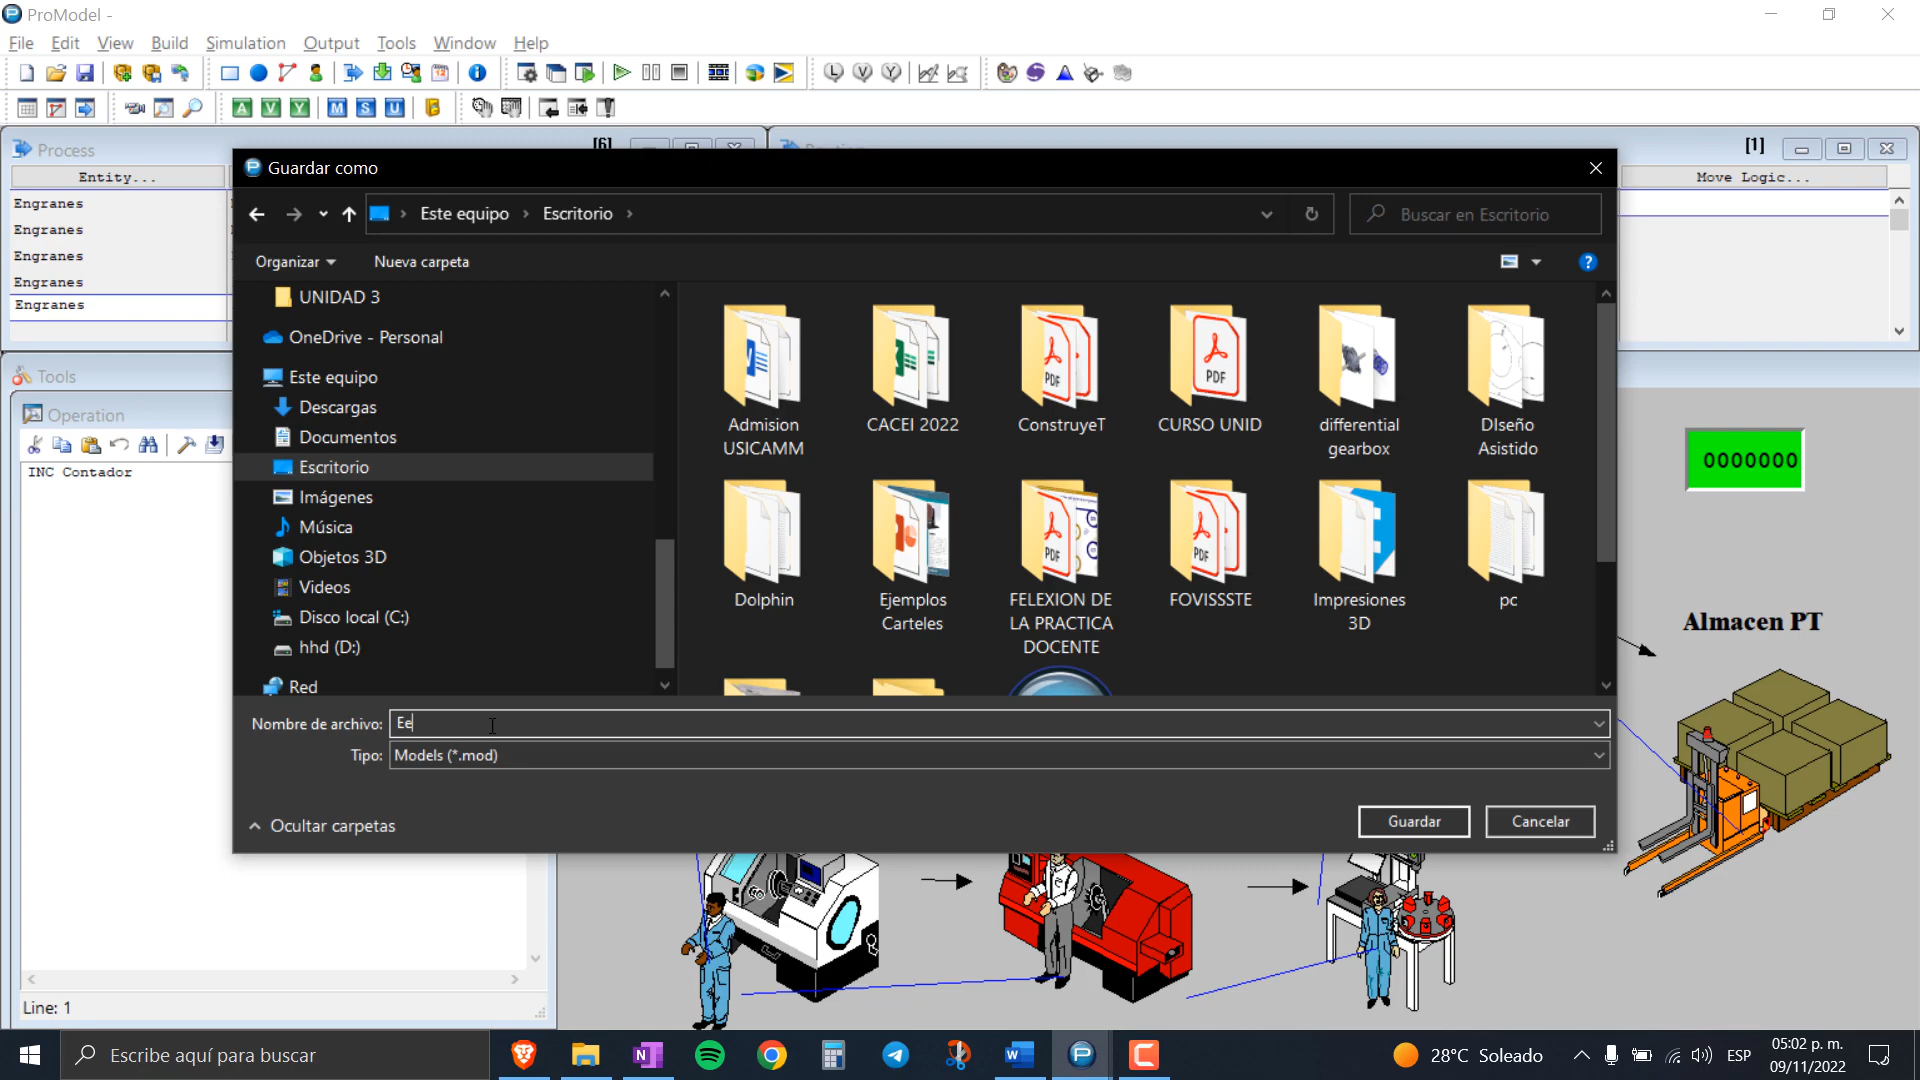 ProModel -
File Edit View Build Simulation Output Tools Window Help
Process
[6]
[1]
Entity...
Move Logic...
Engranes
Engranes
Engranes
Engranes
Engranes
Tools
Operation
INC Contador
Line: 1
Guardar como
Este equipo
Escritorio
Buscar en Escritorio
Organizar
Nueva carpeta
UNIDAD 3
OneDrive - Personal
Este equipo
Descargas
Documentos
Escritorio
Imágenes
Música
Objetos 3D
Videos
Disco local (C:)
hhd (D:)
Red
Admision
USICAMM
CACEI 2022
ConstruyeT
CURSO UNID
differential
gearbox
DIseño
Asistido
Dolphin
Ejemplos
Carteles
FELEXION DE
LA PRACTICA
DOCENTE
FOVISSSTE
Impresiones
3D
pc
Nombre de archivo: Ee
Tipo: Models (*.mod)
Ocultar carpetas
Guardar
Cancelar
0000000
Almacen PT
Escribe aquí para buscar
28°C Soleado
ESP
05:02 p. m.
09/11/2022